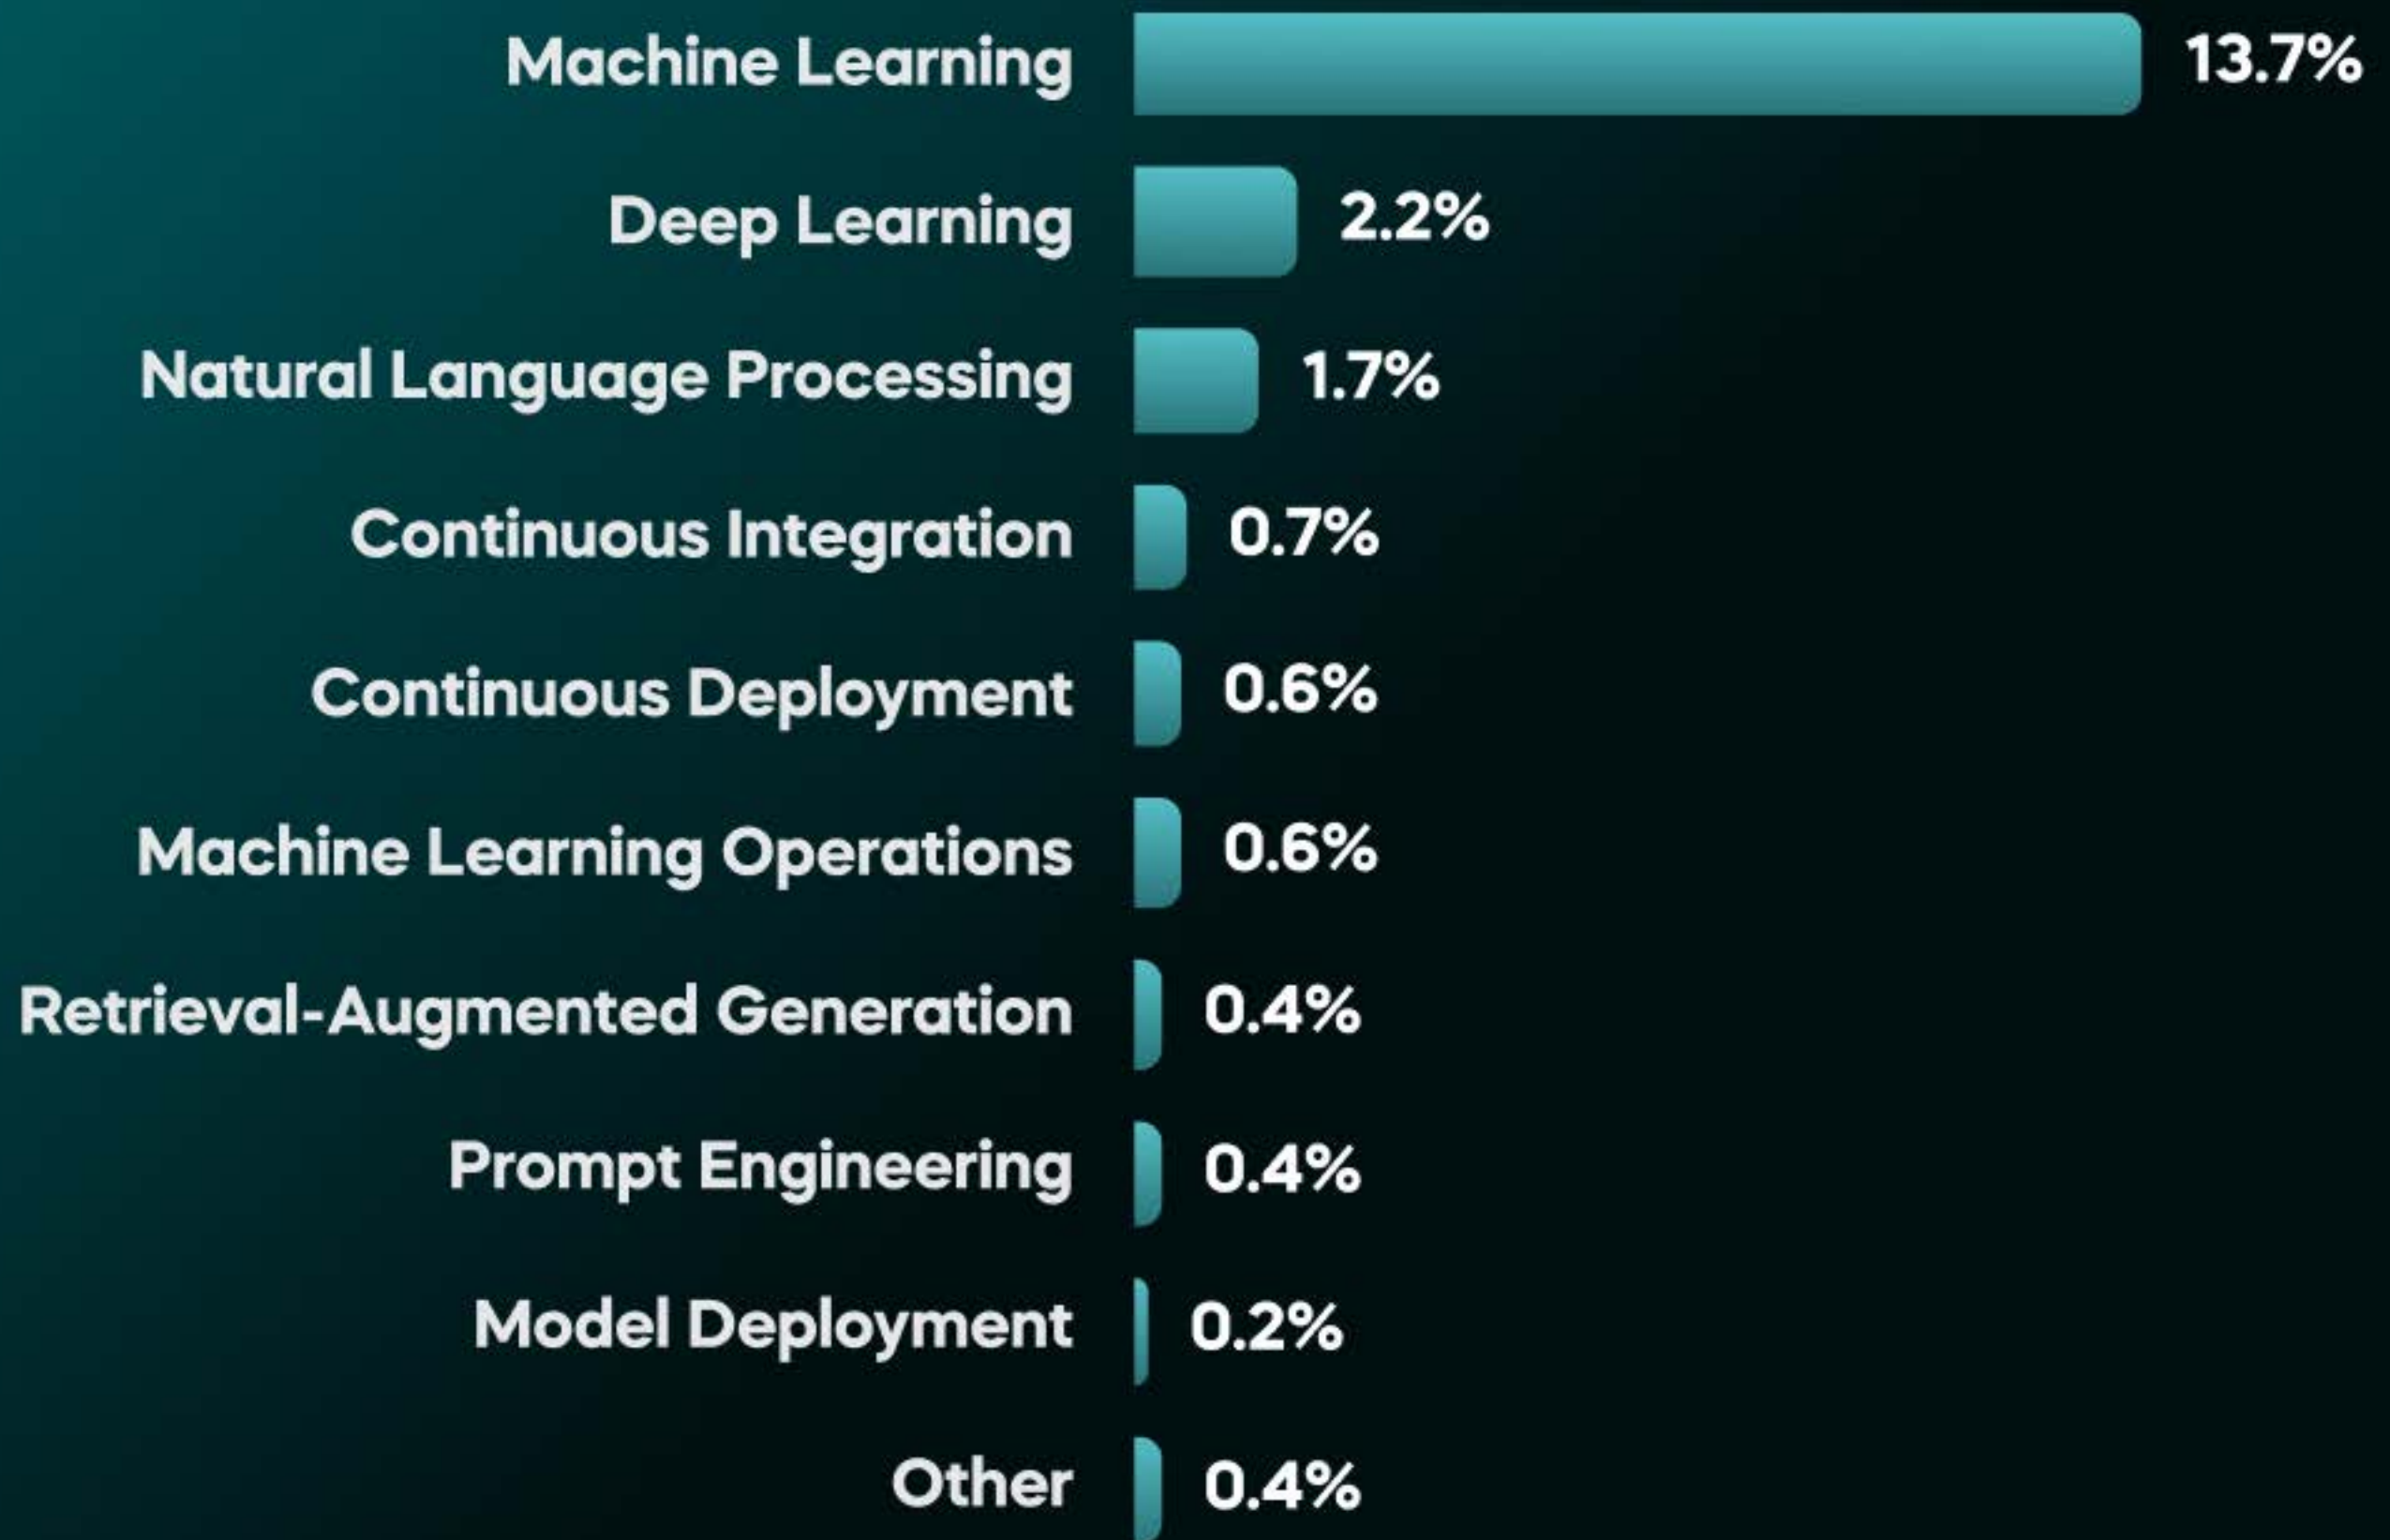 Machine Learning 13.7%
Deep Learning 2.2%
Natural Language Processing 1.7%
Continuous Integration 0.7%
Continuous Deployment 0.6%
Machine Learning Operations 0.6%
Retrieval-Augmented Generation 0.4%
Prompt Engineering 0.4%
Model Deployment 0.2%
Other 0.4%